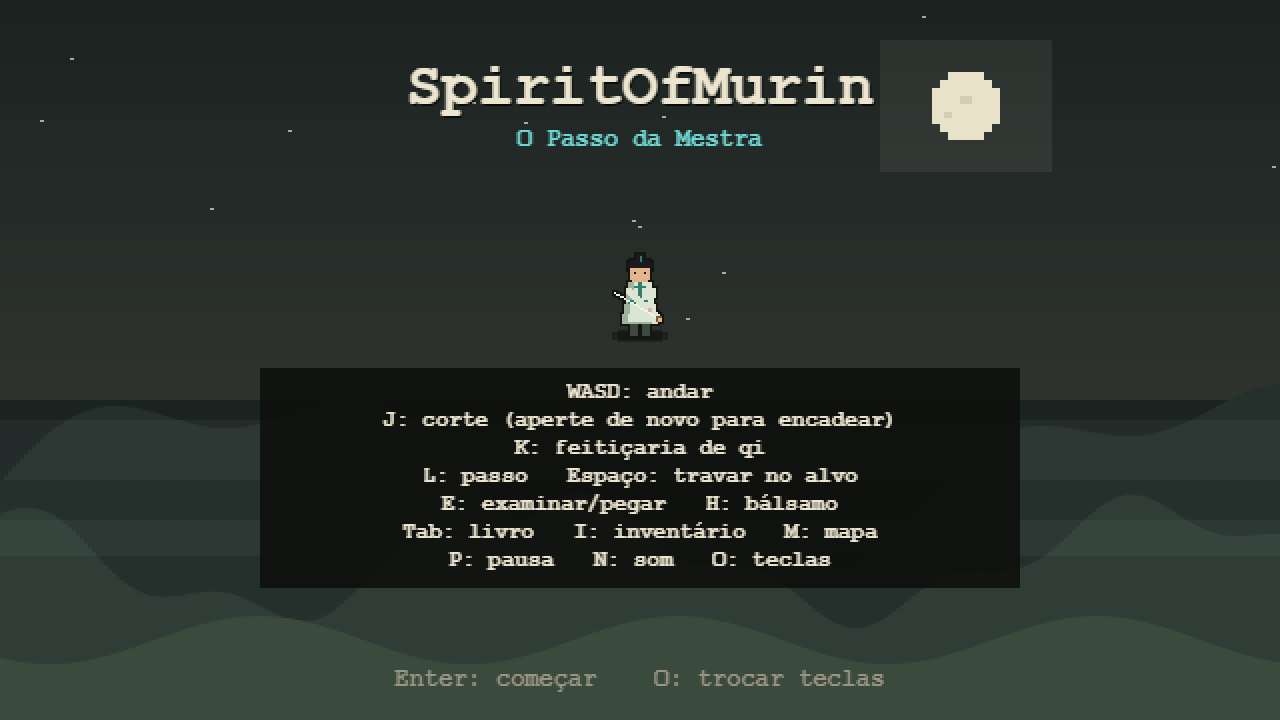 SpiritOfMurin
O Passo da Mestra
WASD: andar
J: corte (aperte de novo para encadear)
K: feitiçaria de qi
L: passo   Espaço: travar no alvo
E: examinar/pegar   H: bálsamo
Tab: livro   I: inventário   M: mapa
P: pausa   N: som   O: teclas
Enter: começar   O: trocar teclas